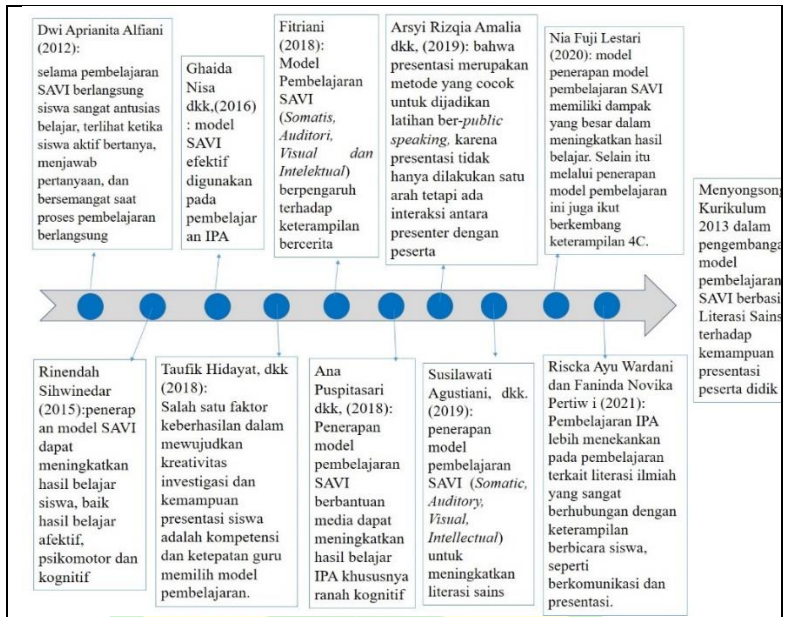 Dwi Aprianita Alfiani
(2012):
selama pembelajaran
SAVI berlangsung
siswa sangat antusias
belajar, terlihat ketika
siswa aktif bertanya,
menjawab
pertanyaan, dan
bersemangat saat
proses pembelajaran
berlangsung
Ghaida
Nisa
dkk,(2016)
: model
SAVI
efektif
digunakan
pada
pembelajar
an IPA
Fitriani
(2018):
Model
Pembelajaran
SAVI
(Somatis,
Auditori,
Visual dan
Intelektual)
berpengaruh
terhadap
keterampilan
bercerita
Arsyi Rizqia Amalia
dkk, (2019): bahwa
presentasi merupakan
metode yang cocok
untuk dijadikan
latihan ber-public
speaking, karena
presentasi tidak
hanya dilakukan satu
arah tetapi ada
interaksi antara
presenter dengan
peserta
Nia Fuji Lestari
(2020): model
penerapan model
pembelajaran SAVI
memiliki dampak
yang besar dalam
meningkatkan hasil
belajar. Selain itu
melalui penerapan
model pembelajaran
ini juga ikut
berkembang
keterampilan 4C.
Menyongsong
Kurikulum
2013 dalam
pengembanga
model
pembelajaran
SAVI berbasi
Literasi Sains
terhadap
kemampuan
presentasi
peserta didik
Rinendah
Sihwinedar
(2015):penerap
an model SAVI
dapat
meningkatkan
hasil belajar
siswa, baik
hasil belajar
afektif,
psikomotor dan
kognitif
Taufik Hidayat, dkk
(2018):
Salah satu faktor
keberhasilan dalam
mewujudkan
kreativitas
investigasi dan
kemampuan
presentasi siswa
adalah kompetensi
dan ketepatan guru
memilih model
pembelajaran.
Ana
Puspitasari
dkk, (2018):
Penerapan
model
pembelajaran
SAVI
berbantuan
media dapat
meningkatkan
hasil belajar
IPA khususnya
ranah kognitif
Susilawati
Agustiani, dkk.
(2019):
penerapan
model
pembelajaran
SAVI (Somatic,
Auditory,
Visual,
Intellectual)
untuk
meningkatkan
literasi sains
Riscka Ayu Wardani
dan Faninda Novika
Pertiw i (2021):
Pembelajaran IPA
lebih menekankan
pada pembelajaran
terkait literasi ilmiah
yang sangat
berhubungan dengan
keterampilan
berbicara siswa,
seperti
berkomunikasi dan
presentasi.